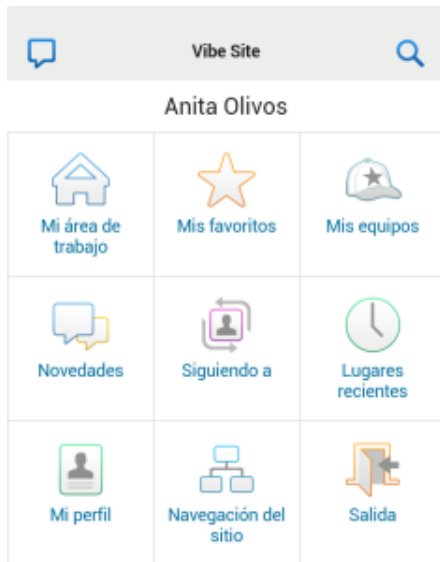 Vibe Site
Anita Olivos
Mi área de
trabajo
Mis favoritos
Mis equipos
Novedades
Siguiendo a
Lugares
recientes
Mi perfil
Navegación del
sitio
Salida